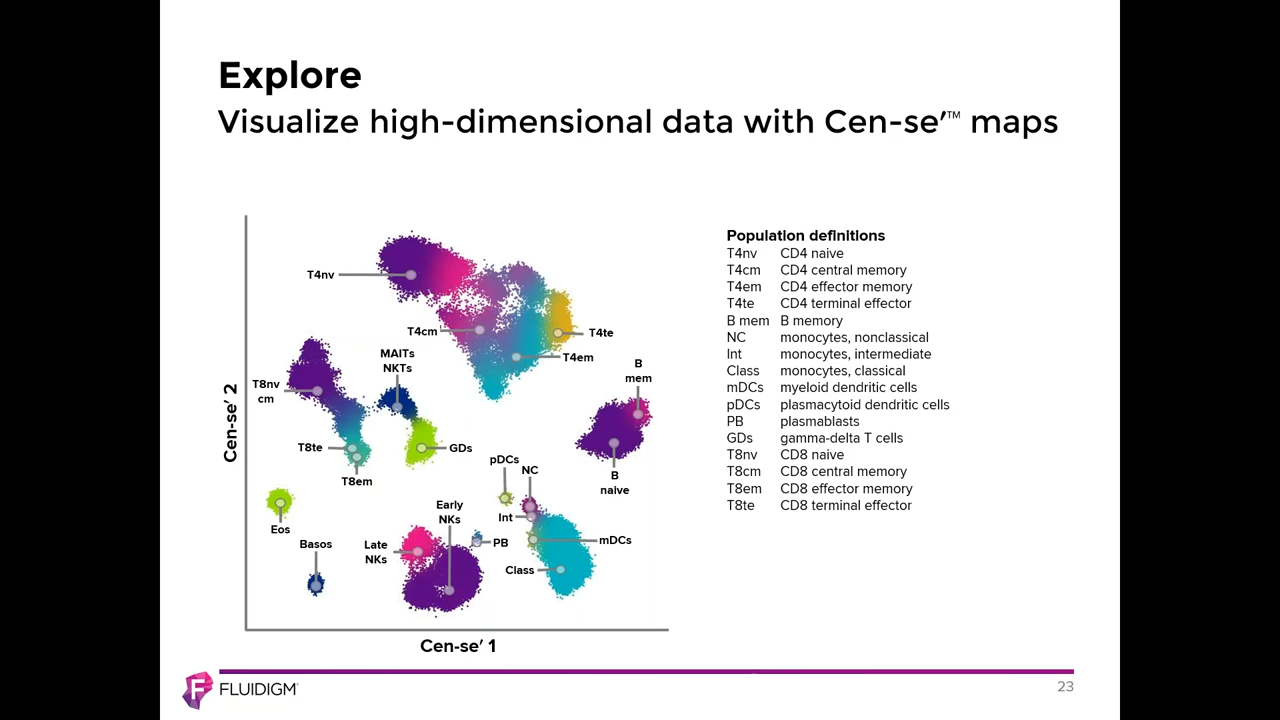 Explore
Visualize high-dimensional data with Cen-se′™ maps
T4nv
T4cm
T4te
T4em
MAITs
NKTs
B
mem
T8nv
cm
T8te
GDs
T8em
pDCs
NC
B
naive
Eos
Early
NKs
Int
Basos
Late
NKs
PB
mDCs
Class
Cen-se′ 2
Cen-se′ 1
Population definitions
T4nv CD4 naive
T4cm CD4 central memory
T4em CD4 effector memory
T4te CD4 terminal effector
B mem B memory
NC monocytes, nonclassical
Int monocytes, intermediate
Class monocytes, classical
mDCs myeloid dendritic cells
pDCs plasmacytoid dendritic cells
PB plasmablasts
GDs gamma-delta T cells
T8nv CD8 naive
T8cm CD8 central memory
T8em CD8 effector memory
T8te CD8 terminal effector
F FLUIDIGM
23